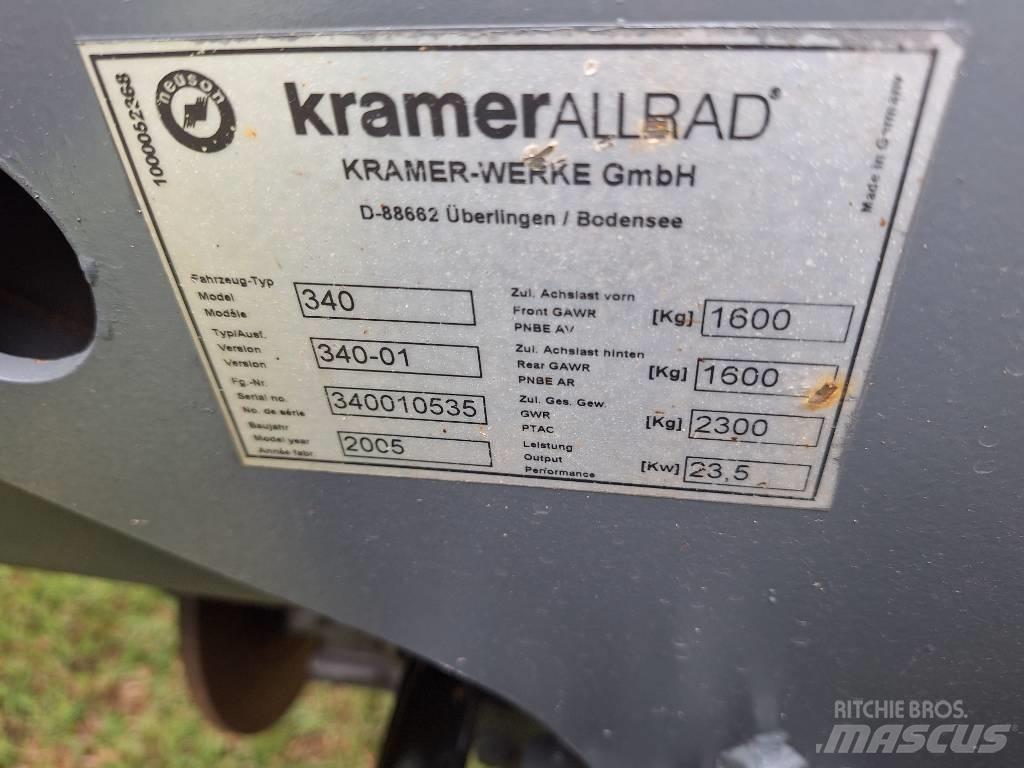 neuson
kramerALLRAD®
1000052368
KRAMER-WERKE GmbH
Made in Germany
D-88662 Überlingen / Bodensee
Fahrzeug-Typ
Model
Modèle
340
Typ/Ausf.
Version
Version
340-01
Fg.-Nr.
Serial no.
No. de série
340010535
Baujahr
Model year
Année fabr
2005
Zul. Achslast vorn
Front GAWR
PNBE AV
[Kg] 1600
Zul. Achslast hinten
Rear GAWR
PNBE AR
[Kg] 1600
Zul. Ges. Gew.
GWR
PTAC
[Kg] 2300
Leistung
Output
Performance
[Kw] 23,5
RITCHIE BROS.
MASCUS